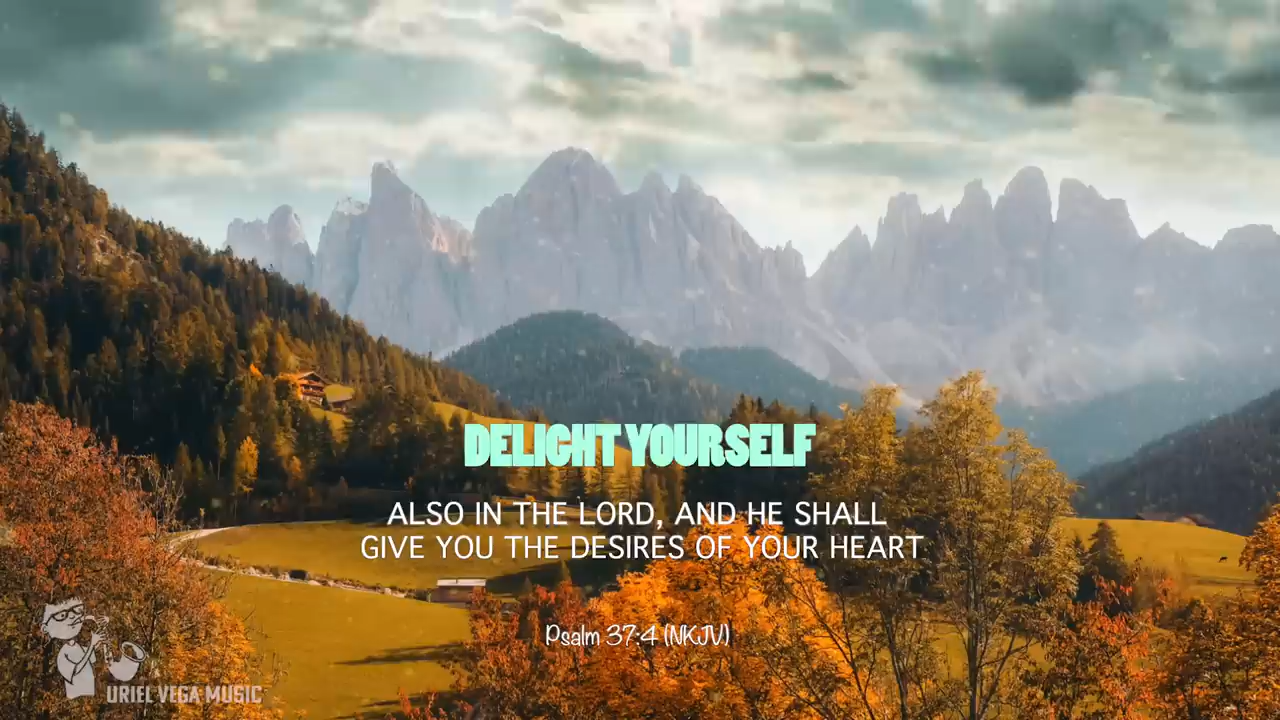 DELIGHT YOURSELF
ALSO IN THE LORD, AND HE SHALL
GIVE YOU THE DESIRES OF YOUR HEART
Psalm 37:4 (NKJV)
URIEL VEGA MUSIC